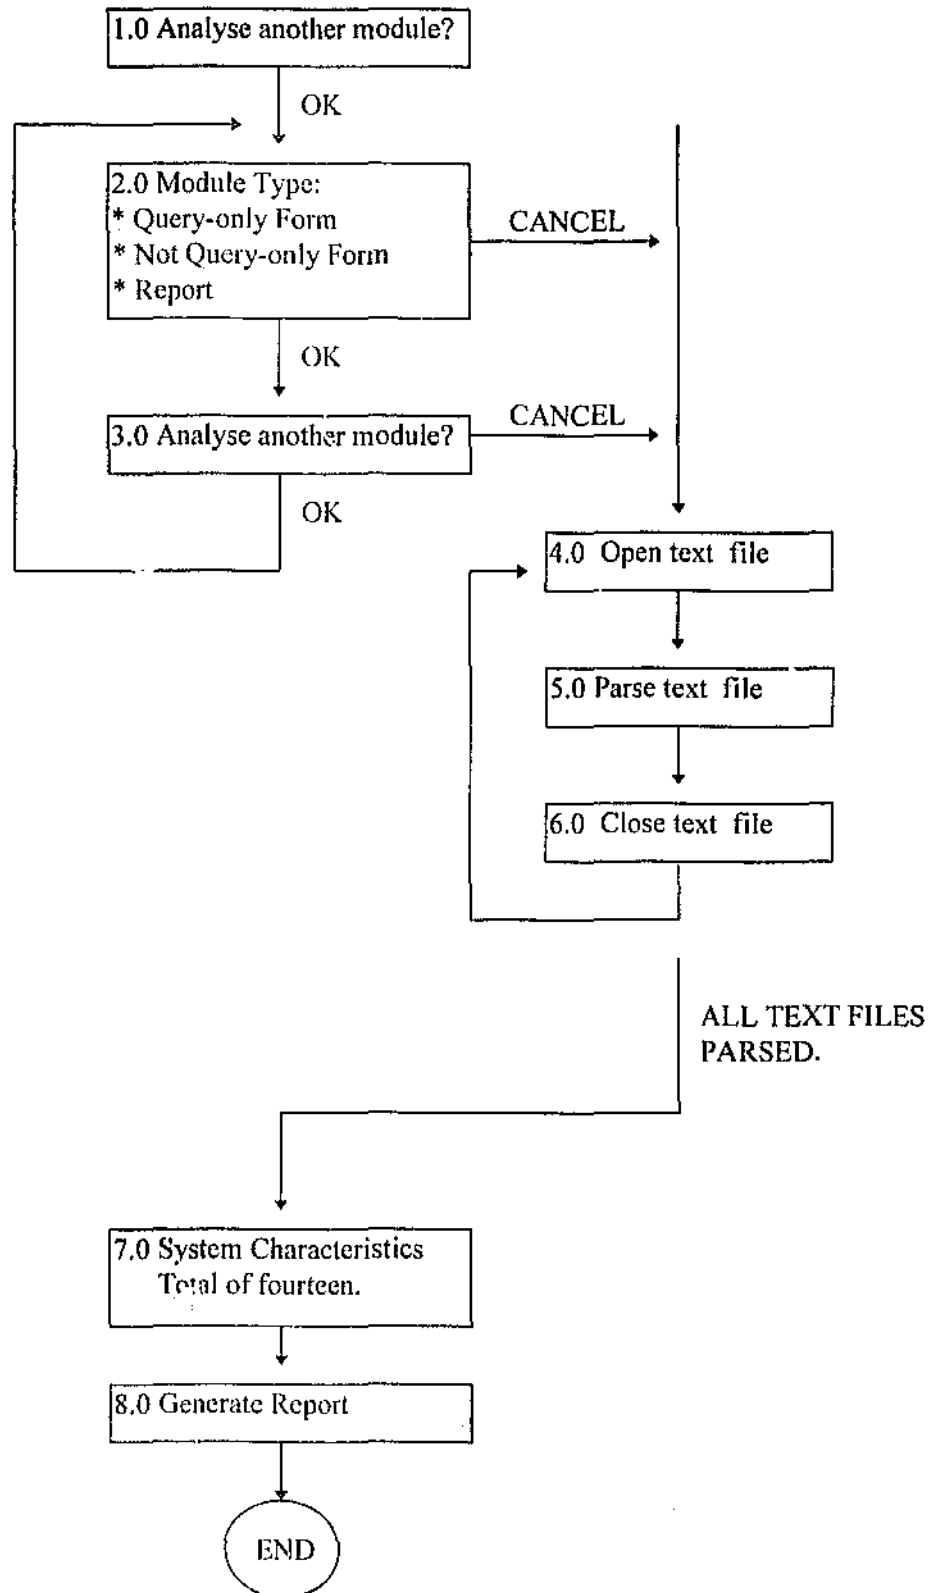 1.0 Analyse another module?
OK
2.0 Module Type:
* Query-only Form
* Not Query-only Form
* Report
CANCEL
OK
3.0 Analyse another module?
CANCEL
OK
4.0 Open text file
5.0 Parse text file
6.0 Close text file
ALL TEXT FILES
PARSED.
7.0 System Characteristics
Total of fourteen.
8.0 Generate Report
END